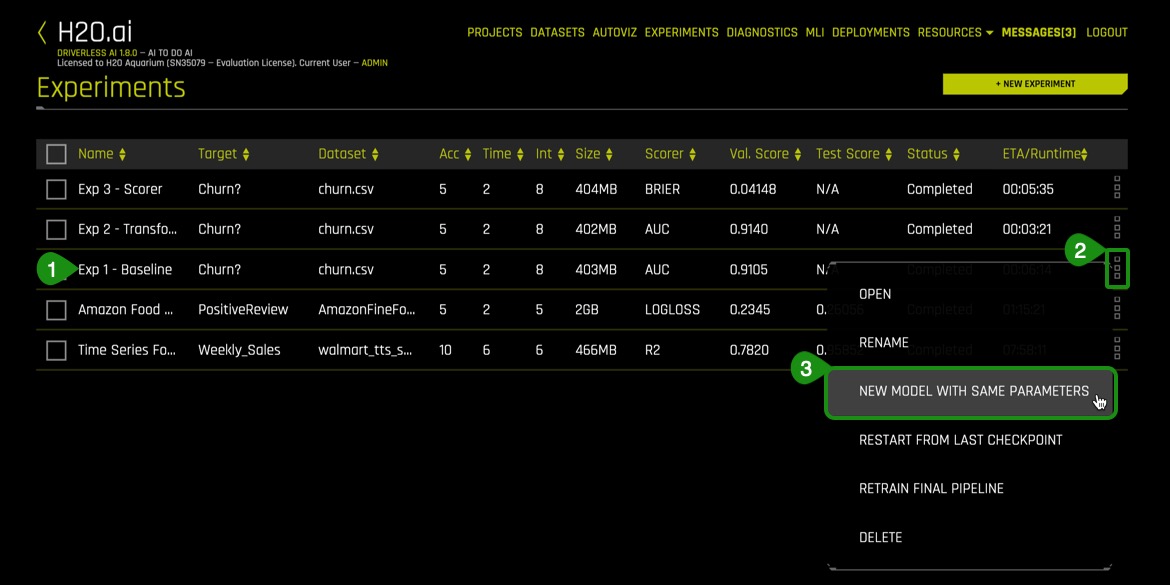 H2O.ai
PROJECTS DATASETS AUTOVIZ EXPERIMENTS DIAGNOSTICS MLI DEPLOYMENTS RESOURCES MESSAGES[3] LOGOUT
DRIVERLESS AI 1.8.0 – AI TO DO AI
Licensed to H2O Aquarium (SN35079 – Evaluation License). Current User – ADMIN
Experiments
+ NEW EXPERIMENT
Name Target Dataset Acc Time Int Size Scorer Val. Score Test Score Status ETA/Runtime
Exp 3 - Scorer Churn? churn.csv 5 2 8 404MB BRIER 0.04148 N/A Completed 00:05:35
Exp 2 - Transfo... Churn? churn.csv 5 2 8 402MB AUC 0.9140 N/A Completed 00:03:21
2
1 Exp 1 - Baseline Churn? churn.csv 5 2 8 403MB AUC 0.9105 N/ Completed 00:06:14
OPEN
Amazon Food ... PositiveReview AmazonFineFo... 5 2 5 2GB LOGLOSS 0.2345 0. Completed 01:15:21
RENAME
Time Series Fo... Weekly_Sales walmart_tts_s... 10 6 6 466MB R2 0.7820 0. Completed 07:58:11
3
NEW MODEL WITH SAME PARAMETERS
RESTART FROM LAST CHECKPOINT
RETRAIN FINAL PIPELINE
DELETE